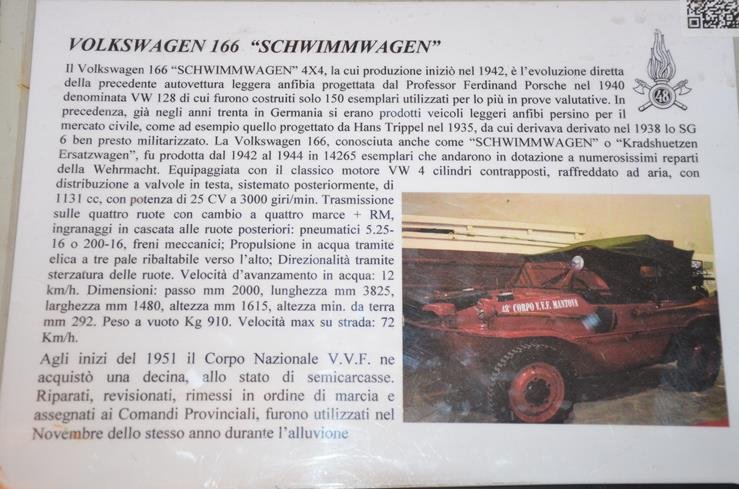 VOLKSWAGEN 166 “SCHWIMMWAGEN”
Il Volkswagen 166 “SCHWIMMWAGEN” 4X4, la cui produzione iniziò nel 1942, è l’evoluzione diretta
della precedente autovettura leggera anfibia progettata dal Professor Ferdinand Porsche nel 1940
denominata VW 128 di cui furono costruiti solo 150 esemplari utilizzati per lo più in prove valutative. In
precedenza, già negli anni trenta in Germania si erano prodotti veicoli leggeri anfibi persino per il
mercato civile, come ad esempio quello progettato da Hans Trippel nel 1935, da cui derivava derivato nel 1938 lo SG
6 ben presto militarizzato. La Volkswagen 166, conosciuta anche come “SCHWIMMWAGEN” o “Kradshuetzen
Ersatzwagen”, fu prodotta dal 1942 al 1944 in 14265 esemplari che andarono in dotazione a numerosissimi reparti
della Wehrmacht. Equipaggiata con il classico motore VW 4 cilindri contrapposti, raffreddato ad aria, con
distribuzione a valvole in testa, sistemato posteriormente, di
1131 cc, con potenza di 25 CV a 3000 giri/min. Trasmissione
sulle quattro ruote con cambio a quattro marce + RM,
ingranaggi in cascata alle ruote posteriori: pneumatici 5.25-
16 o 200-16, freni meccanici; Propulsione in acqua tramite
elica a tre pale ribaltabile verso l’alto; Direzionalità tramite
sterzatura delle ruote. Velocità d’avanzamento in acqua: 12
km/h. Dimensioni: passo mm 2000, lunghezza mm 3825,
larghezza mm 1480, altezza mm 1615, altezza min. da terra
mm 292. Peso a vuoto Kg 910. Velocità max su strada: 72
Km/h.
Agli inizi del 1951 il Corpo Nazionale V.V.F. ne
acquistò una decina, allo stato di semicarcasse.
Riparati, revisionati, rimessi in ordine di marcia e
assegnati ai Comandi Provinciali, furono utilizzati nel
Novembre dello stesso anno durante l’alluvione
48
48° CORPO V.V.F. MANTOVA